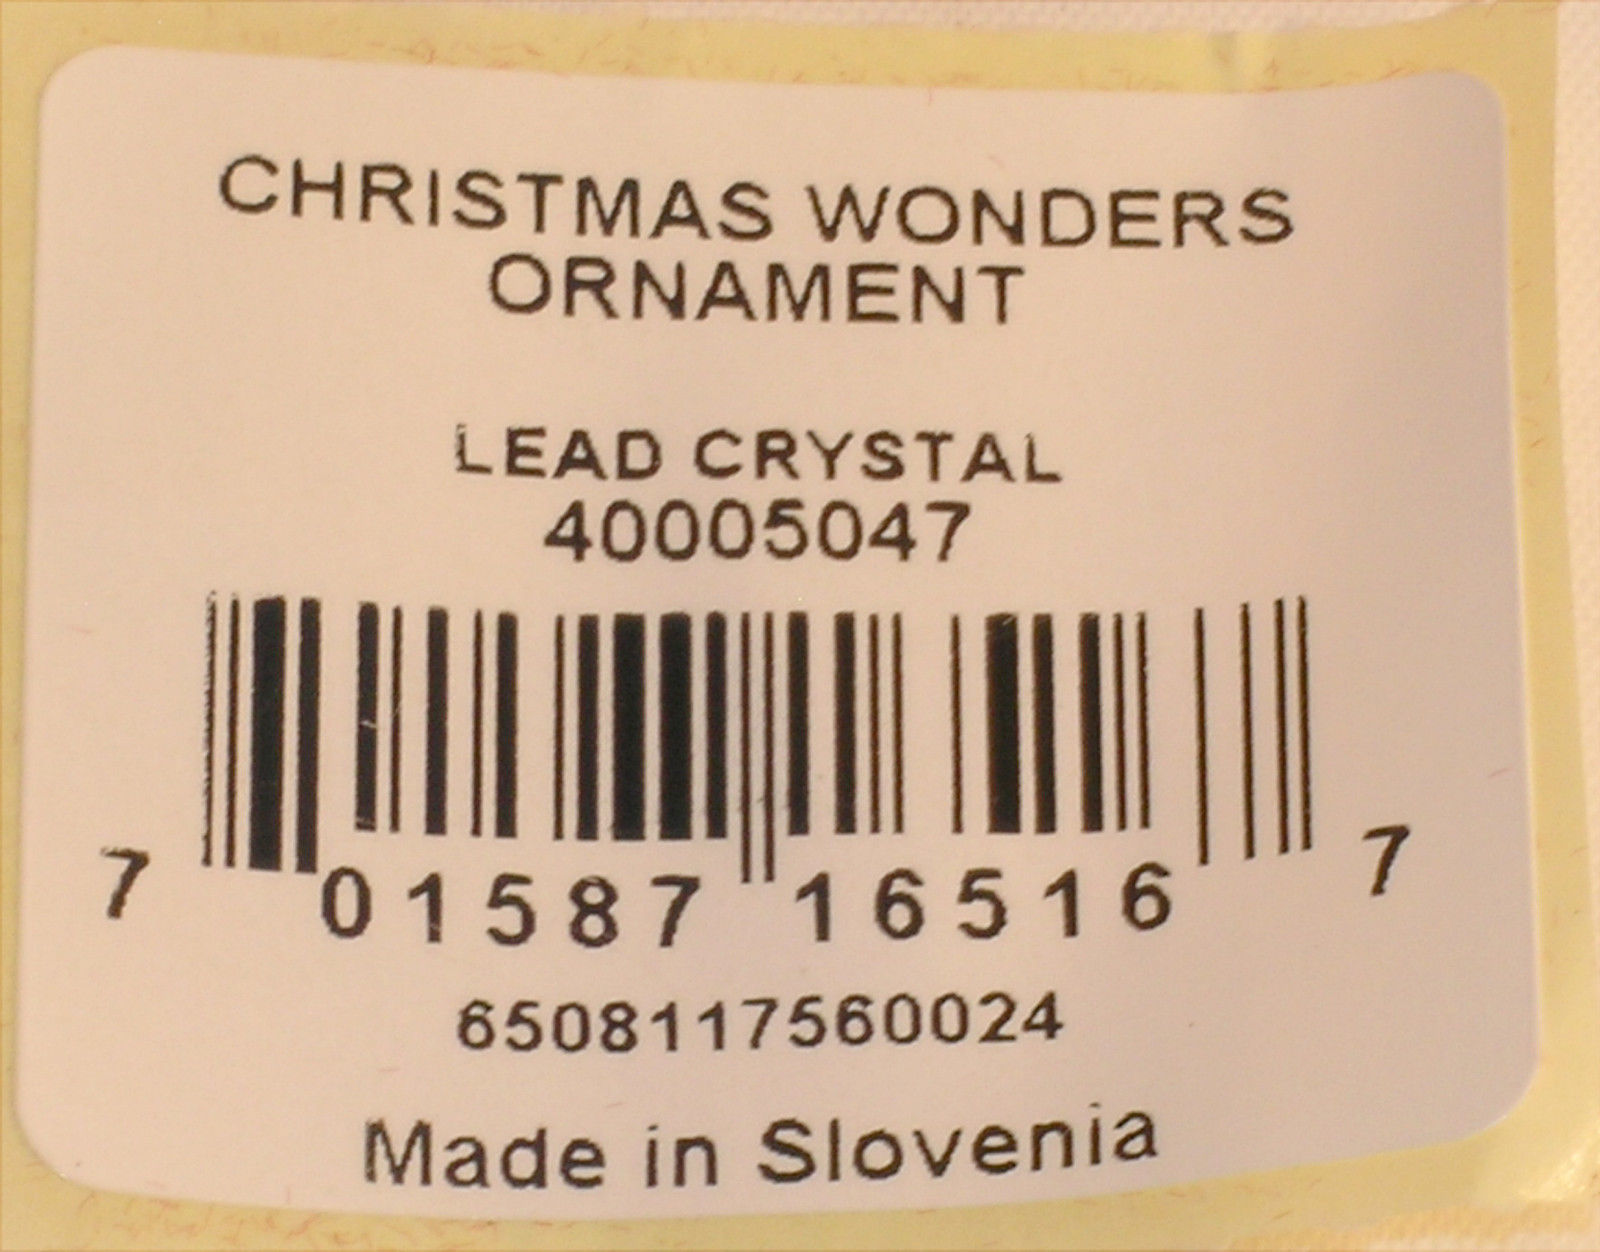 CHRISTMAS WONDERS
ORNAMENT
LEAD CRYSTAL
40005047
7 01587 16516 7
6508117560024
Made in Slovenia